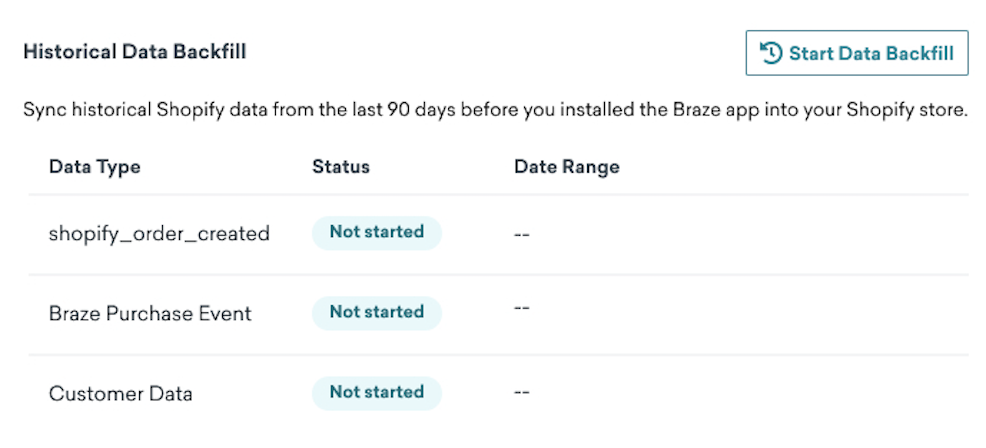 Historical Data Backfill
Start Data Backfill
Sync historical Shopify data from the last 90 days before you installed the Braze app into your Shopify store.
Data Type Status Date Range
shopify_order_created Not started --
Braze Purchase Event Not started --
Customer Data Not started --